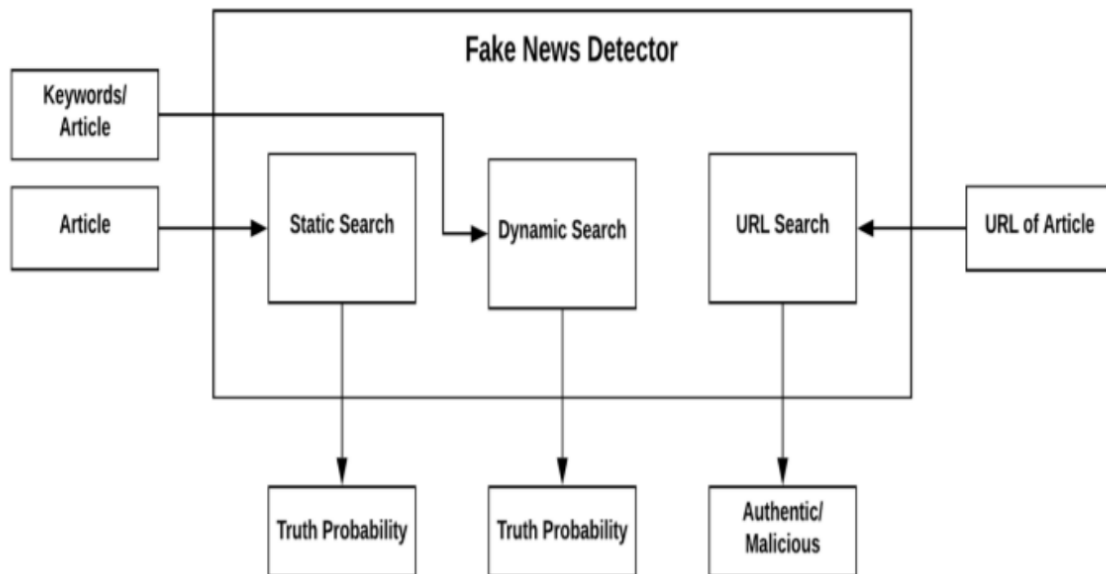 Fake News Detector
Keywords/
Article
Article
Static Search
Dynamic Search
URL Search
URL of Article
Truth Probability
Truth Probability
Authentic/
Malicious